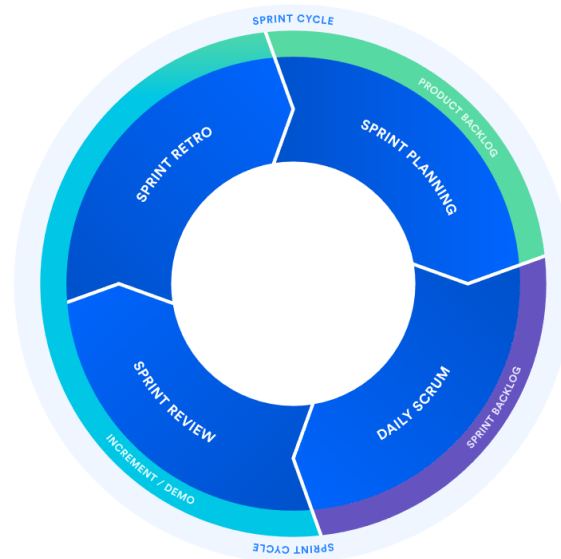 SPRINT CYCLE
PRODUCT BACKLOG
SPRINT RETRO
SPRINT PLANNING
SPRINT REVIEW
DAILY SCRUM
SPRINT BACKLOG
INCREMENT / DEMO
SPRINT CYCLE